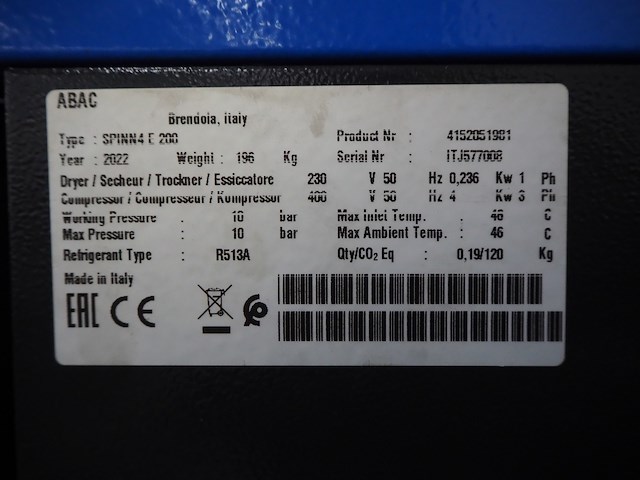 ABAC
Brendola, Italy
Type : SPINN4 E 200 Product Nr : 4152051981
Year : 2022 Weight : 196 Kg Serial Nr : ITJ577008
Dryer / Secheur / Trockner / Essiccatore 230 V 50 Hz 0,236 Kw 1 Ph
Compressor / Compresseur / Kompressor 400 V 50 Hz 4 Kw 3 Ph
Working Pressure : 10 bar Max Inlet Temp. : 46 C
Max Pressure : 10 bar Max Ambient Temp. : 46 C
Refrigerant Type : R513A Qty/CO2 Eq : 0,19/120 Kg
Made in Italy
EAC CE